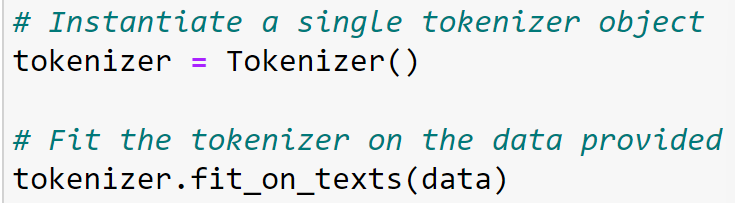 # Instantiate a single tokenizer object
tokenizer = Tokenizer()
# Fit the tokenizer on the data provided
tokenizer.fit_on_texts(data)